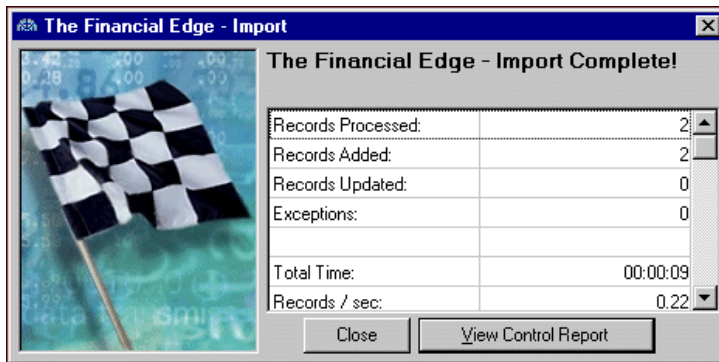 The Financial Edge - Import
The Financial Edge - Import Complete!
Records Processed: 2
Records Added: 2
Records Updated: 0
Exceptions: 0
Total Time: 00:00:09
Records / sec: 0.22
Close
View Control Report